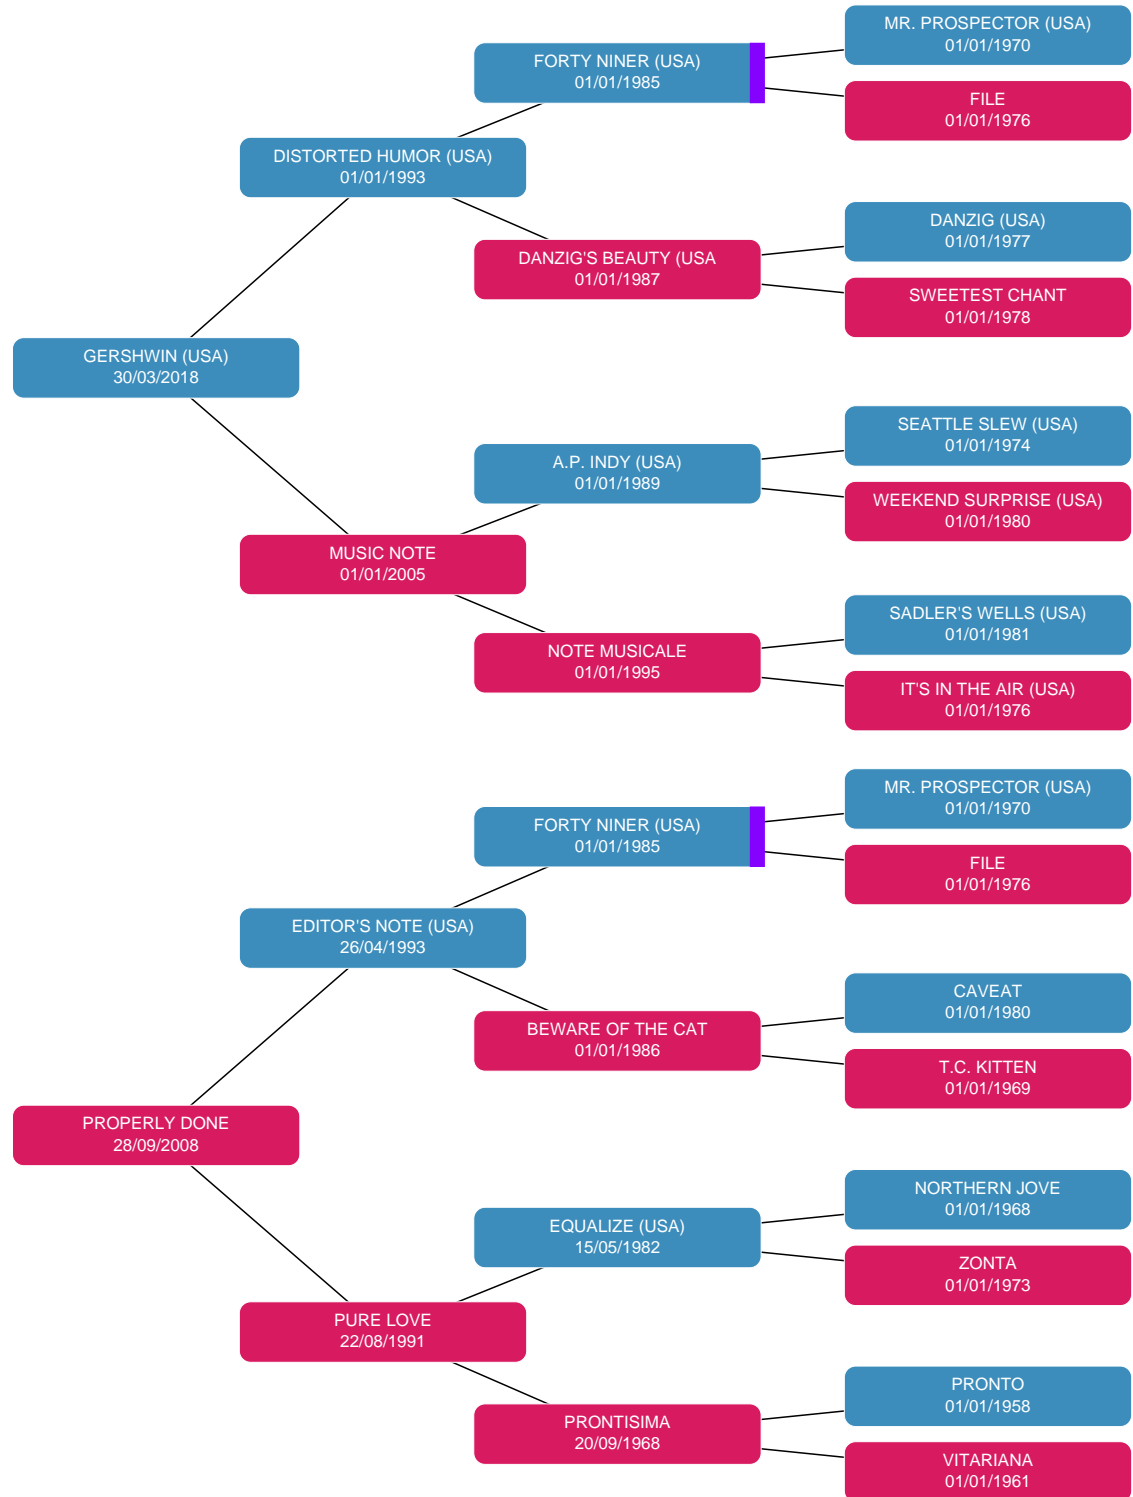 MR. PROSPECTOR (USA)
01/01/1970
FORTY NINER (USA)
01/01/1985
FILE
01/01/1976
DISTORTED HUMOR (USA)
01/01/1993
DANZIG (USA)
01/01/1977
DANZIG'S BEAUTY (USA
01/01/1987
SWEETEST CHANT
01/01/1978
GERSHWIN (USA)
30/03/2018
SEATTLE SLEW (USA)
01/01/1974
A.P. INDY (USA)
01/01/1989
WEEKEND SURPRISE (USA)
01/01/1980
MUSIC NOTE
01/01/2005
SADLER'S WELLS (USA)
01/01/1981
NOTE MUSICALE
01/01/1995
IT'S IN THE AIR (USA)
01/01/1976
MR. PROSPECTOR (USA)
01/01/1970
FORTY NINER (USA)
01/01/1985
FILE
01/01/1976
EDITOR'S NOTE (USA)
26/04/1993
CAVEAT
01/01/1980
BEWARE OF THE CAT
01/01/1986
T.C. KITTEN
01/01/1969
PROPERLY DONE
28/09/2008
NORTHERN JOVE
01/01/1968
EQUALIZE (USA)
15/05/1982
ZONTA
01/01/1973
PURE LOVE
22/08/1991
PRONTO
01/01/1958
PRONTISIMA
20/09/1968
VITARIANA
01/01/1961